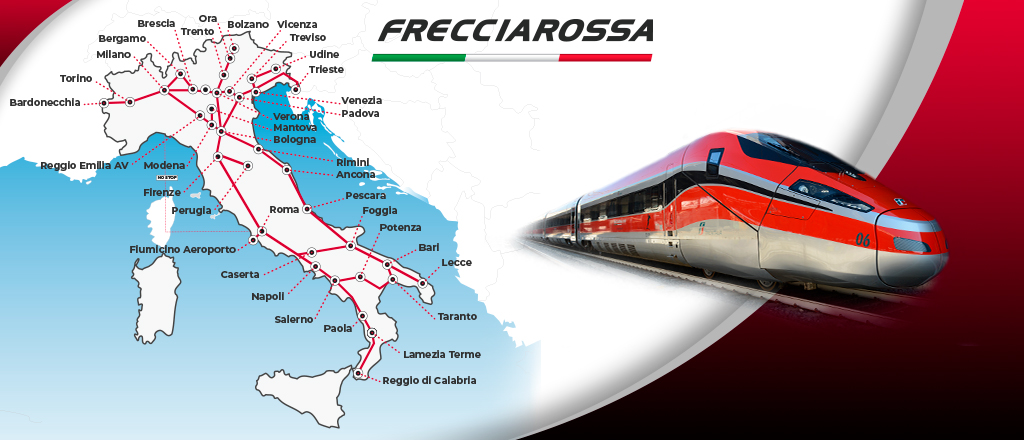 FRECCIAROSSA
Ora
Brescia
Bolzano
Vicenza
Trento
Treviso
Bergamo
Milano
Udine
Torino
Trieste
Bardonecchia
Venezia
Padova
Verona
Mantova
Bologna
Reggio Emilia AV
Modena
Rimini
Ancona
NO STOP
Firenze
Pescara
Perugia
Roma
Foggia
Potenza
Fiumicino Aeroporto
Bari
Lecce
Caserta
Napoli
Salerno
Taranto
Paola
Lamezia Terme
Reggio di Calabria
06